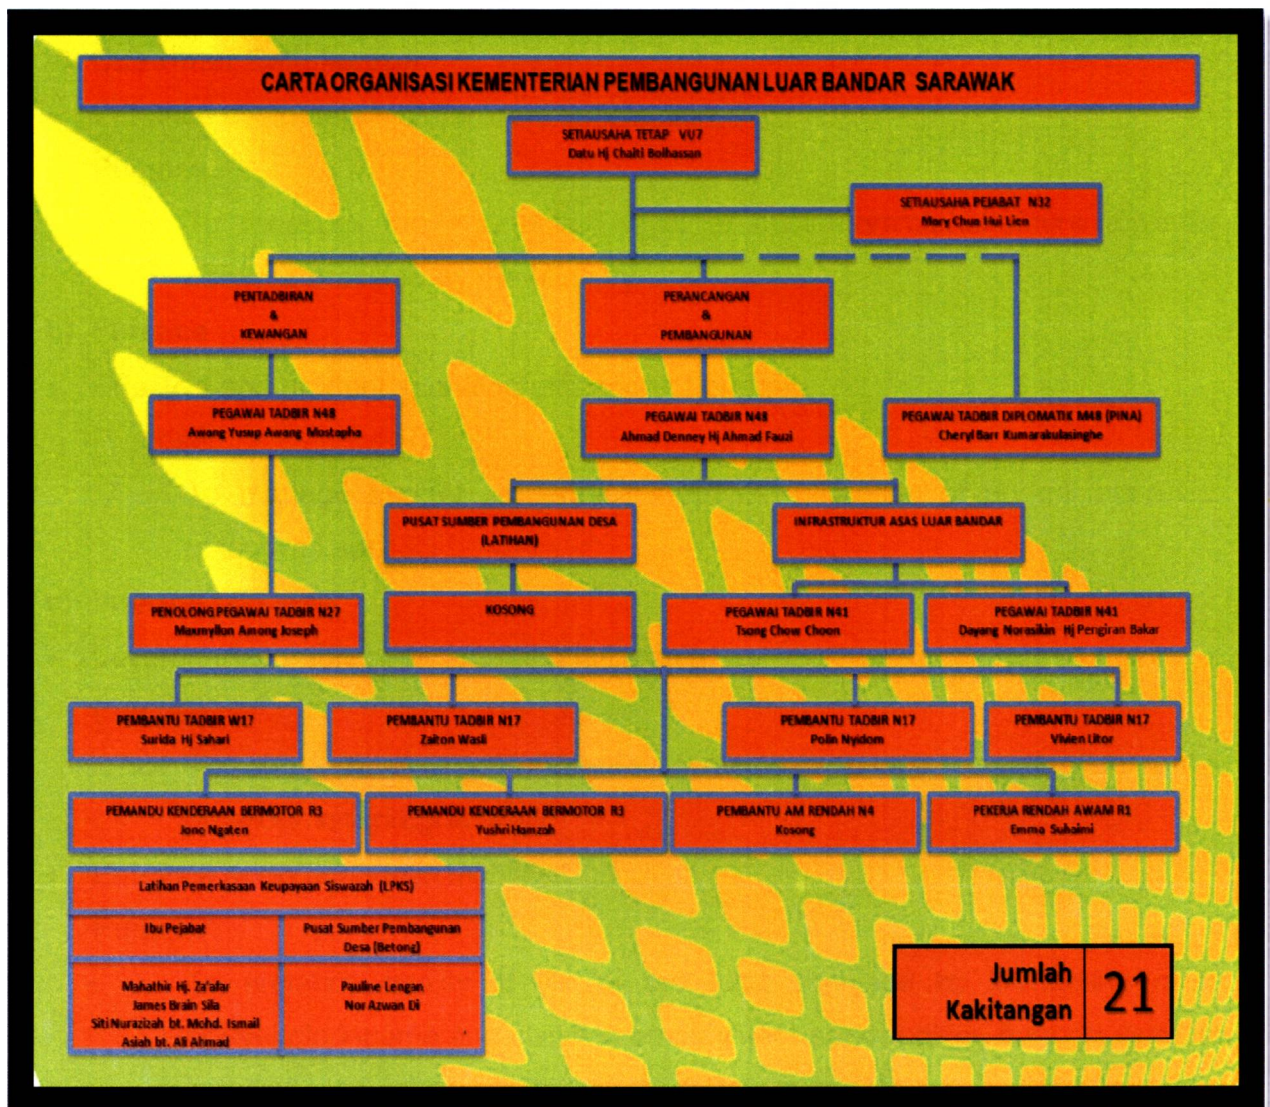 CARTA ORGANISASI KEMENTERIAN PEMBANGUNAN LUAR BANDAR SARAWAK
SETIAUSAHA TETAP VU7
Datu Hj Chaiti Bolhassan
SETIAUSAHA PEJABAT N32
Mary Chua Hui Lien
PENTADBIRAN
&
KEWANGAN
PERANCANGAN
&
PEMBANGUNAN
PEGAWAI TADBIR N48
Awang Yusup Awang Mostapha
PEGAWAI TADBIR N48
Ahmad Denney Hj Ahmad Fauzi
PEGAWAI TADBIR DIPLOMATIK M48 (PINA)
Cheryl Barr Kumarakulasinghe
PUSAT SUMBER PEMBANGUNAN DESA
(LATIHAN)
INFRASTRUKTUR ASAS LUAR BANDAR
PENOLONG PEGAWAI TADBIR N27
Among Joseph
KOSONG
PEGAWAI TADBIR N41
Tsong Chow Choon
PEGAWAI TADBIR N41
Dayang Norasikin Hj Pengiran Bakar
PEMBANTU TADBIR W17
Surida Hj Sahari
PEMBANTU TADBIR N17
Zaiton Wasli
PEMBANTU TADBIR N17
Polin Nyidom
PEMBANTU TADBIR N17
Vivien Litor
PEMANDU KENDERAAN BERMOTOR R3
Jono Ngaten
PEMANDU KENDERAAN BERMOTOR R3
Yushri Hamzah
PEMBANTU AM RENDAH N4
Kosong
PEKERJA RENDAH AWAM R1
Emma Suhaimi
Latihan Pemerkasaan Keupayaan Siswazah (LPKS)
Ibu Pejabat
Pusat Sumber Pembangunan
Desa (Betong)
Mahathir Hj. Za'afar
James Brain Sila
Siti Nurazizah bt. Mohd. Ismail
Asiah bt. Ali Ahmad
Pauline Lengan
Nor Azwan Di
Jumlah
Kakitangan
21